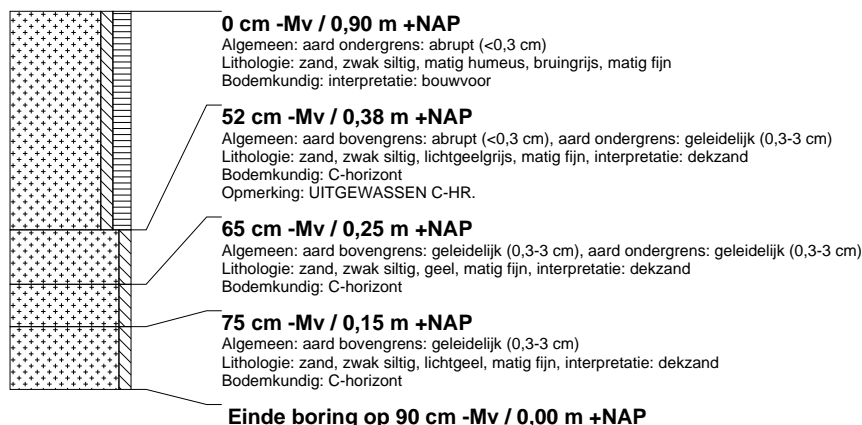 0 cm -Mv / 0,90 m +NAP
Algemeen: aard ondergrens: abrupt (<0,3 cm)
Lithologie: zand, zwak siltig, matig humeus, bruingrijs, matig fijn
Bodemkundig: interpretatie: bouwvoor
52 cm -Mv / 0,38 m +NAP
Algemeen: aard bovengrens: abrupt (<0,3 cm), aard ondergrens: geleidelijk (0,3-3 cm)
Lithologie: zand, zwak siltig, lichtgeelgrijs, matig fijn, interpretatie: dekzand
Bodemkundig: C-horizont
Opmerking: UITGEWASSEN C-HR.
65 cm -Mv / 0,25 m +NAP
Algemeen: aard bovengrens: geleidelijk (0,3-3 cm), aard ondergrens: geleidelijk (0,3-3 cm)
Lithologie: zand, zwak siltig, geel, matig fijn, interpretatie: dekzand
Bodemkundig: C-horizont
75 cm -Mv / 0,15 m +NAP
Algemeen: aard bovengrens: geleidelijk (0,3-3 cm)
Lithologie: zand, zwak siltig, lichtgeel, matig fijn, interpretatie: dekzand
Bodemkundig: C-horizont
Einde boring op 90 cm -Mv / 0,00 m +NAP